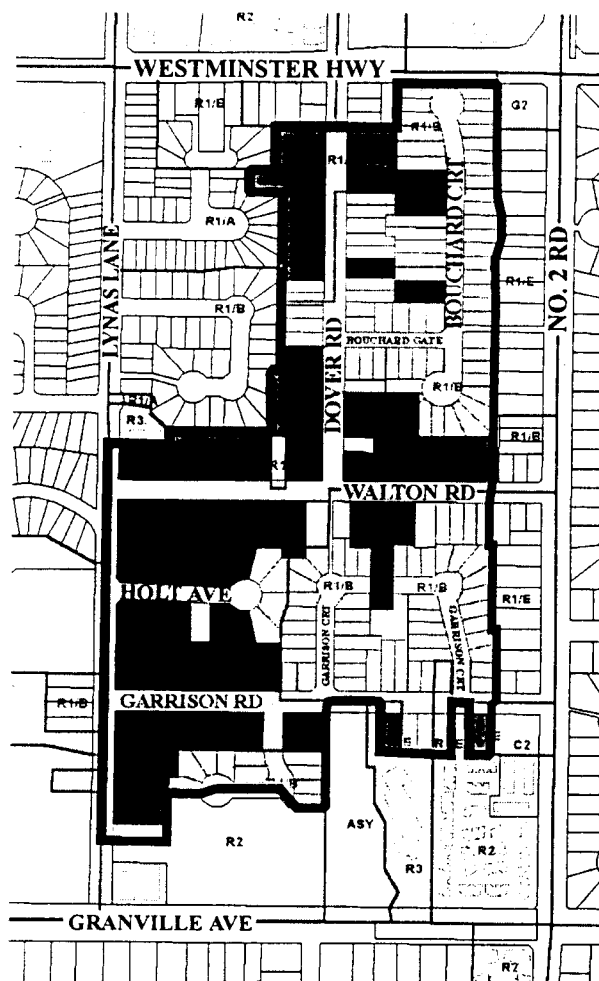 R2
WESTMINSTER HWY
R1/B
G2
R1/
BOUCHARD CRT
LYNAS LANE
R1/A
NO. 2 RD
R1/E
R1/B
DOVER RD
BOUCHARD GATE
R1/B
R1/A
R3
R1/B
WALTON RD
HOLT AVE
R1/B
R1/B
R1/E
GARRISON CRT
GARRISON CRT
GARRISON RD
R1/B
C2
ASY
R2
R3
R2
GRANVILLE AVE
R2